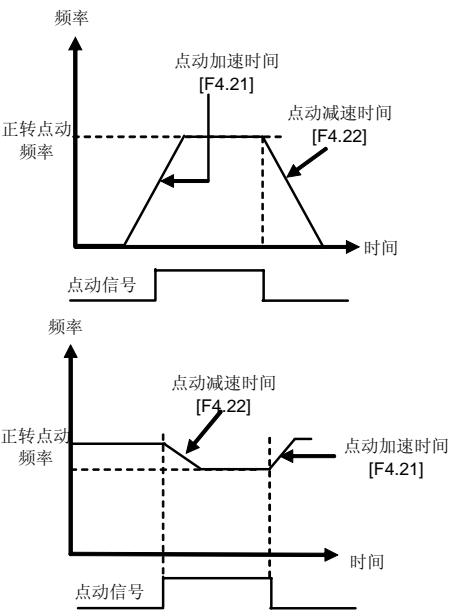 频率
点动加速时间
[F4.21]
点动减速时间
[F4.22]
正转点动
频率
时间
点动信号
频率
点动减速时间
[F4.22]
正转点动
频率
点动加速时间
[F4.21]
时间
点动信号